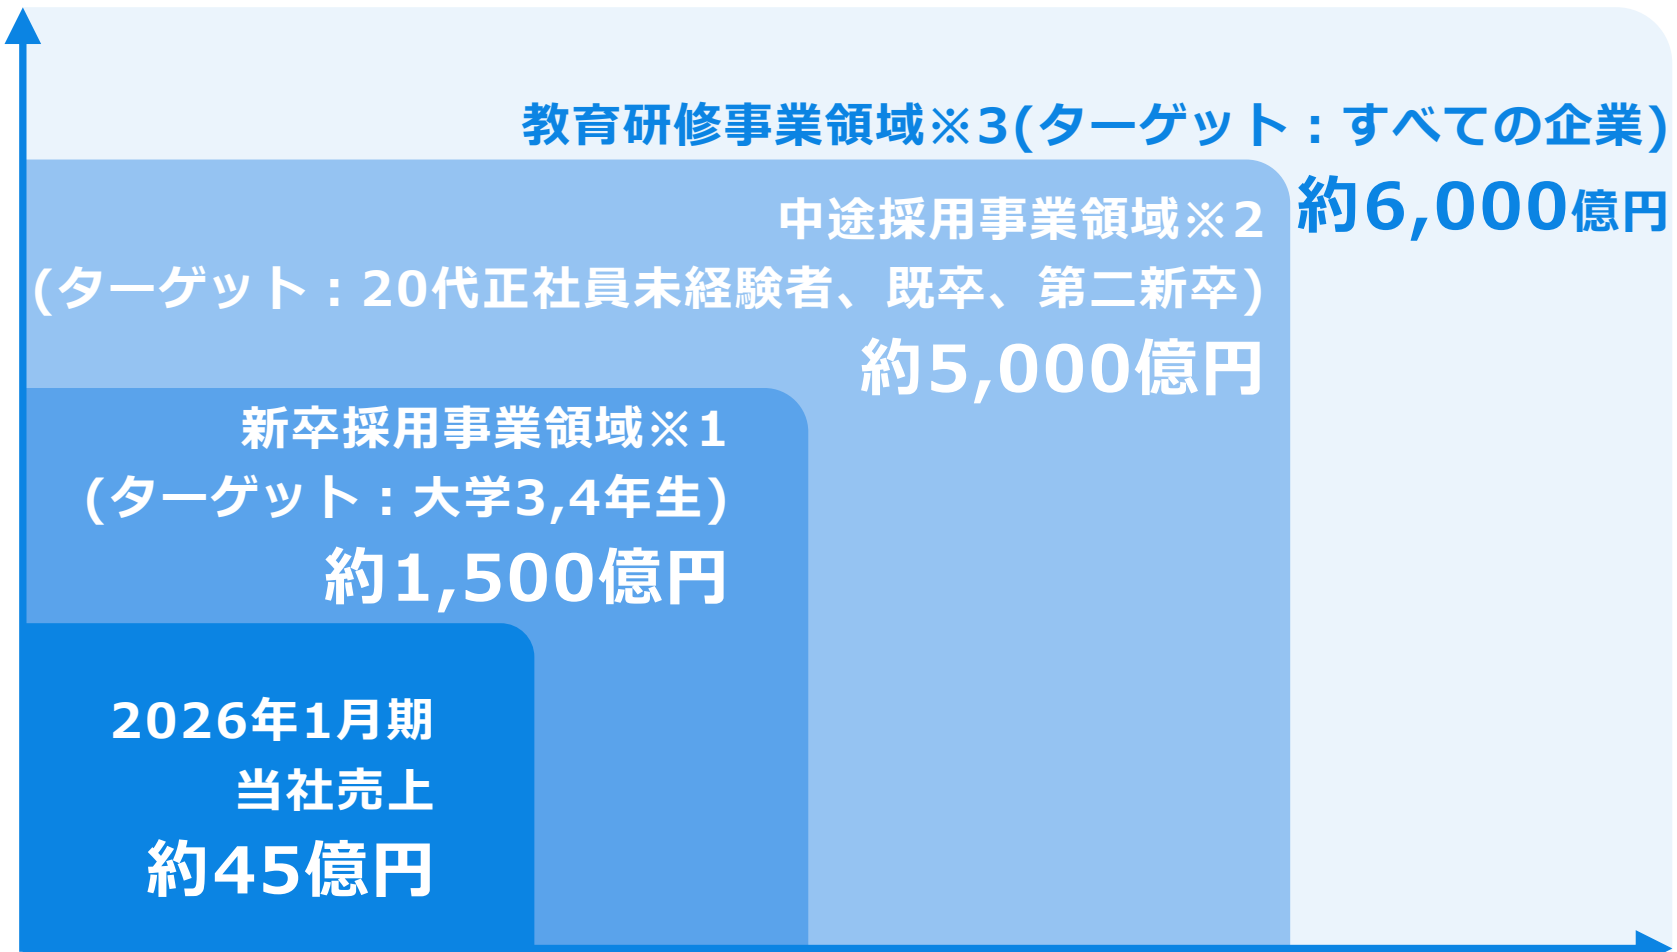 教育研修事業領域※3(ターゲット：すべての企業)
約6,000億円
中途採用事業領域※2
(ターゲット：20代正社員未経験者、既卒、第二新卒)
約5,000億円
新卒採用事業領域※1
(ターゲット：大学3,4年生)
約1,500億円
2026年1月期
当社売上
約45億円